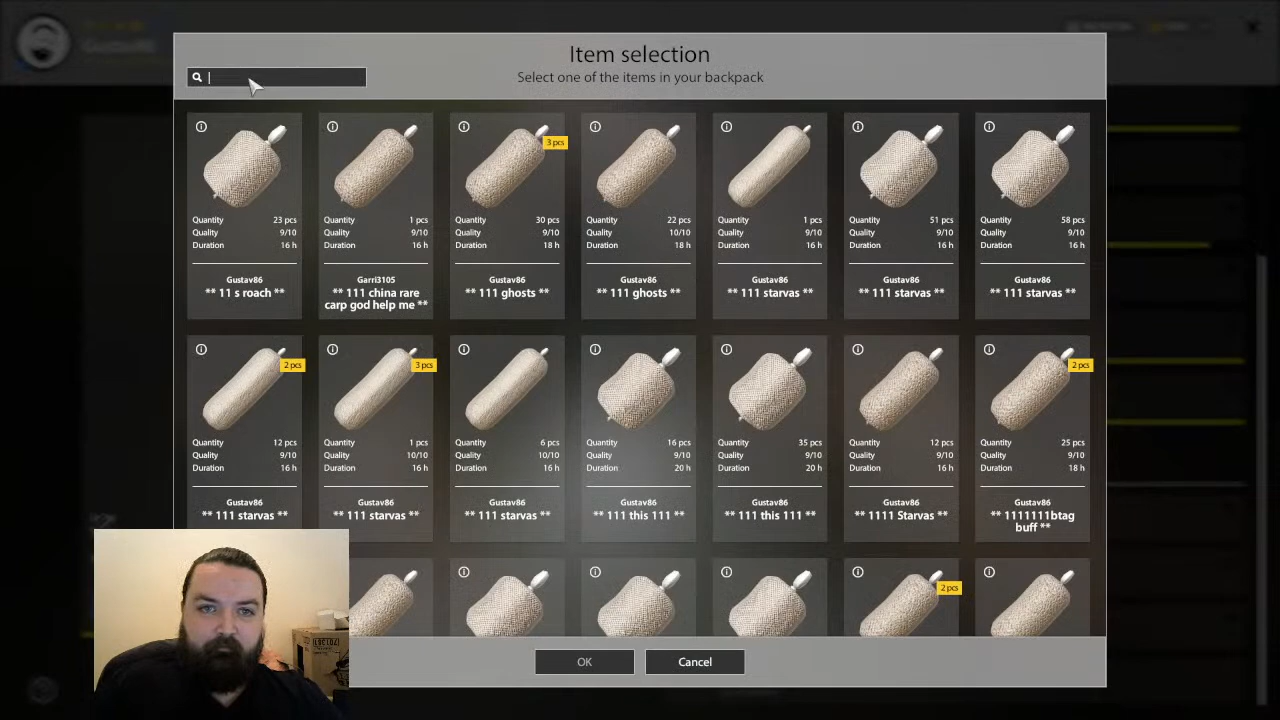 Item selection
Select one of the items in your backpack
3 pcs
Quantity 23 pcs
Quality 9/10
Duration 16 h
Gustav86
** 11 s roach **
Quantity 1 pcs
Quality 9/10
Duration 16 h
Garri3105
** 111 china rare
carp god help me **
Quantity 30 pcs
Quality 9/10
Duration 18 h
Gustav86
** 111 ghosts **
Quantity 22 pcs
Quality 10/10
Duration 18 h
Gustav86
** 111 ghosts **
Quantity 1 pcs
Quality 9/10
Duration 16 h
Gustav86
** 111 starvas **
Quantity 51 pcs
Quality 9/10
Duration 16 h
Gustav86
** 111 starvas **
Quantity 58 pcs
Quality 9/10
Duration 16 h
Gustav86
** 111 starvas **
2 pcs
Quantity 12 pcs
Quality 9/10
Duration 16 h
Gustav86
** 111 starvas **
3 pcs
Quantity 1 pcs
Quality 10/10
Duration 16 h
Gustav86
** 111 starvas **
Quantity 6 pcs
Quality 10/10
Duration 16 h
Gustav86
** 111 starvas **
Quantity 16 pcs
Quality 9/10
Duration 20 h
Gustav86
** 111 this 111 **
Quantity 35 pcs
Quality 9/10
Duration 20 h
Gustav86
** 111 this 111 **
Quantity 12 pcs
Quality 9/10
Duration 16 h
Gustav86
** 1111 Starvas **
2 pcs
Quantity 25 pcs
Quality 9/10
Duration 18 h
Gustav86
** 1111111btag
buff **
2 pcs
OK
Cancel